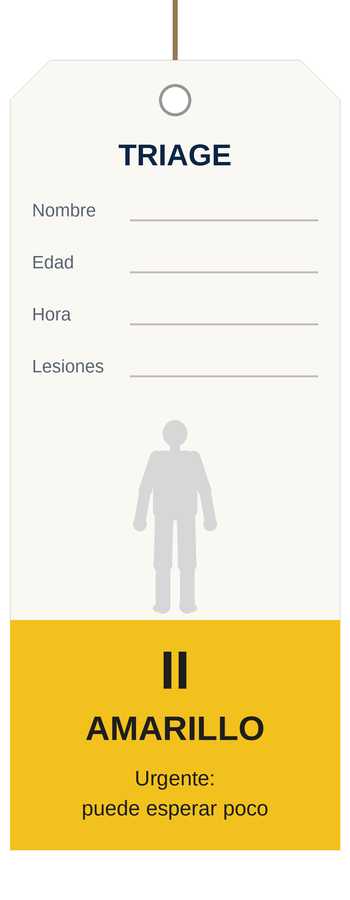 TRIAGE
Nombre
Edad
Hora
Lesiones
II
AMARILLO
Urgente:
puede esperar poco